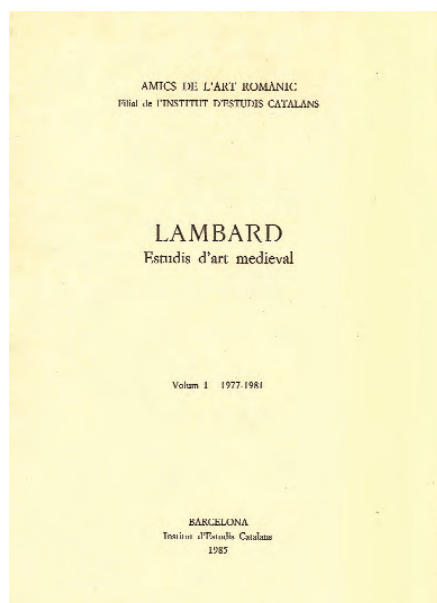 AMICS DE L'ART ROMÀNIC
Filial de l'INSTITUT D'ESTUDIS CATALANS
LAMBARD
Estudis d'art medieval
Volum 1 1977-1981
BARCELONA
Institut d'Estudis Catalans
1985